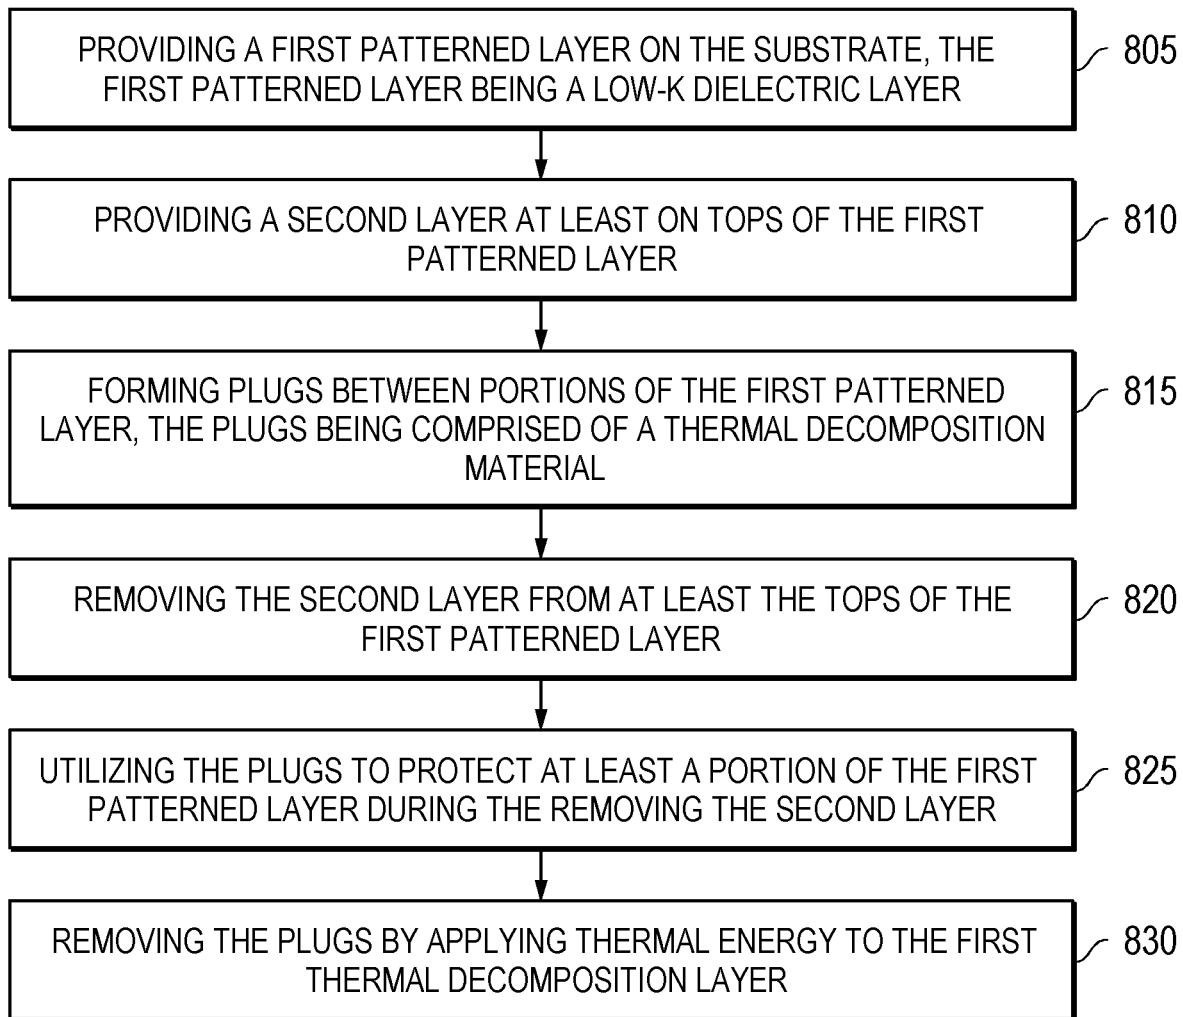 PROVIDING A FIRST PATTERNED LAYER ON THE SUBSTRATE, THE
FIRST PATTERNED LAYER BEING A LOW-K DIELECTRIC LAYER
805
PROVIDING A SECOND LAYER AT LEAST ON TOPS OF THE FIRST
PATTERNED LAYER
810
FORMING PLUGS BETWEEN PORTIONS OF THE FIRST PATTERNED
LAYER, THE PLUGS BEING COMPRISED OF A THERMAL DECOMPOSITION
MATERIAL
815
REMOVING THE SECOND LAYER FROM AT LEAST THE TOPS OF THE
FIRST PATTERNED LAYER
820
UTILIZING THE PLUGS TO PROTECT AT LEAST A PORTION OF THE FIRST
PATTERNED LAYER DURING THE REMOVING THE SECOND LAYER
825
REMOVING THE PLUGS BY APPLYING THERMAL ENERGY TO THE FIRST
THERMAL DECOMPOSITION LAYER
830